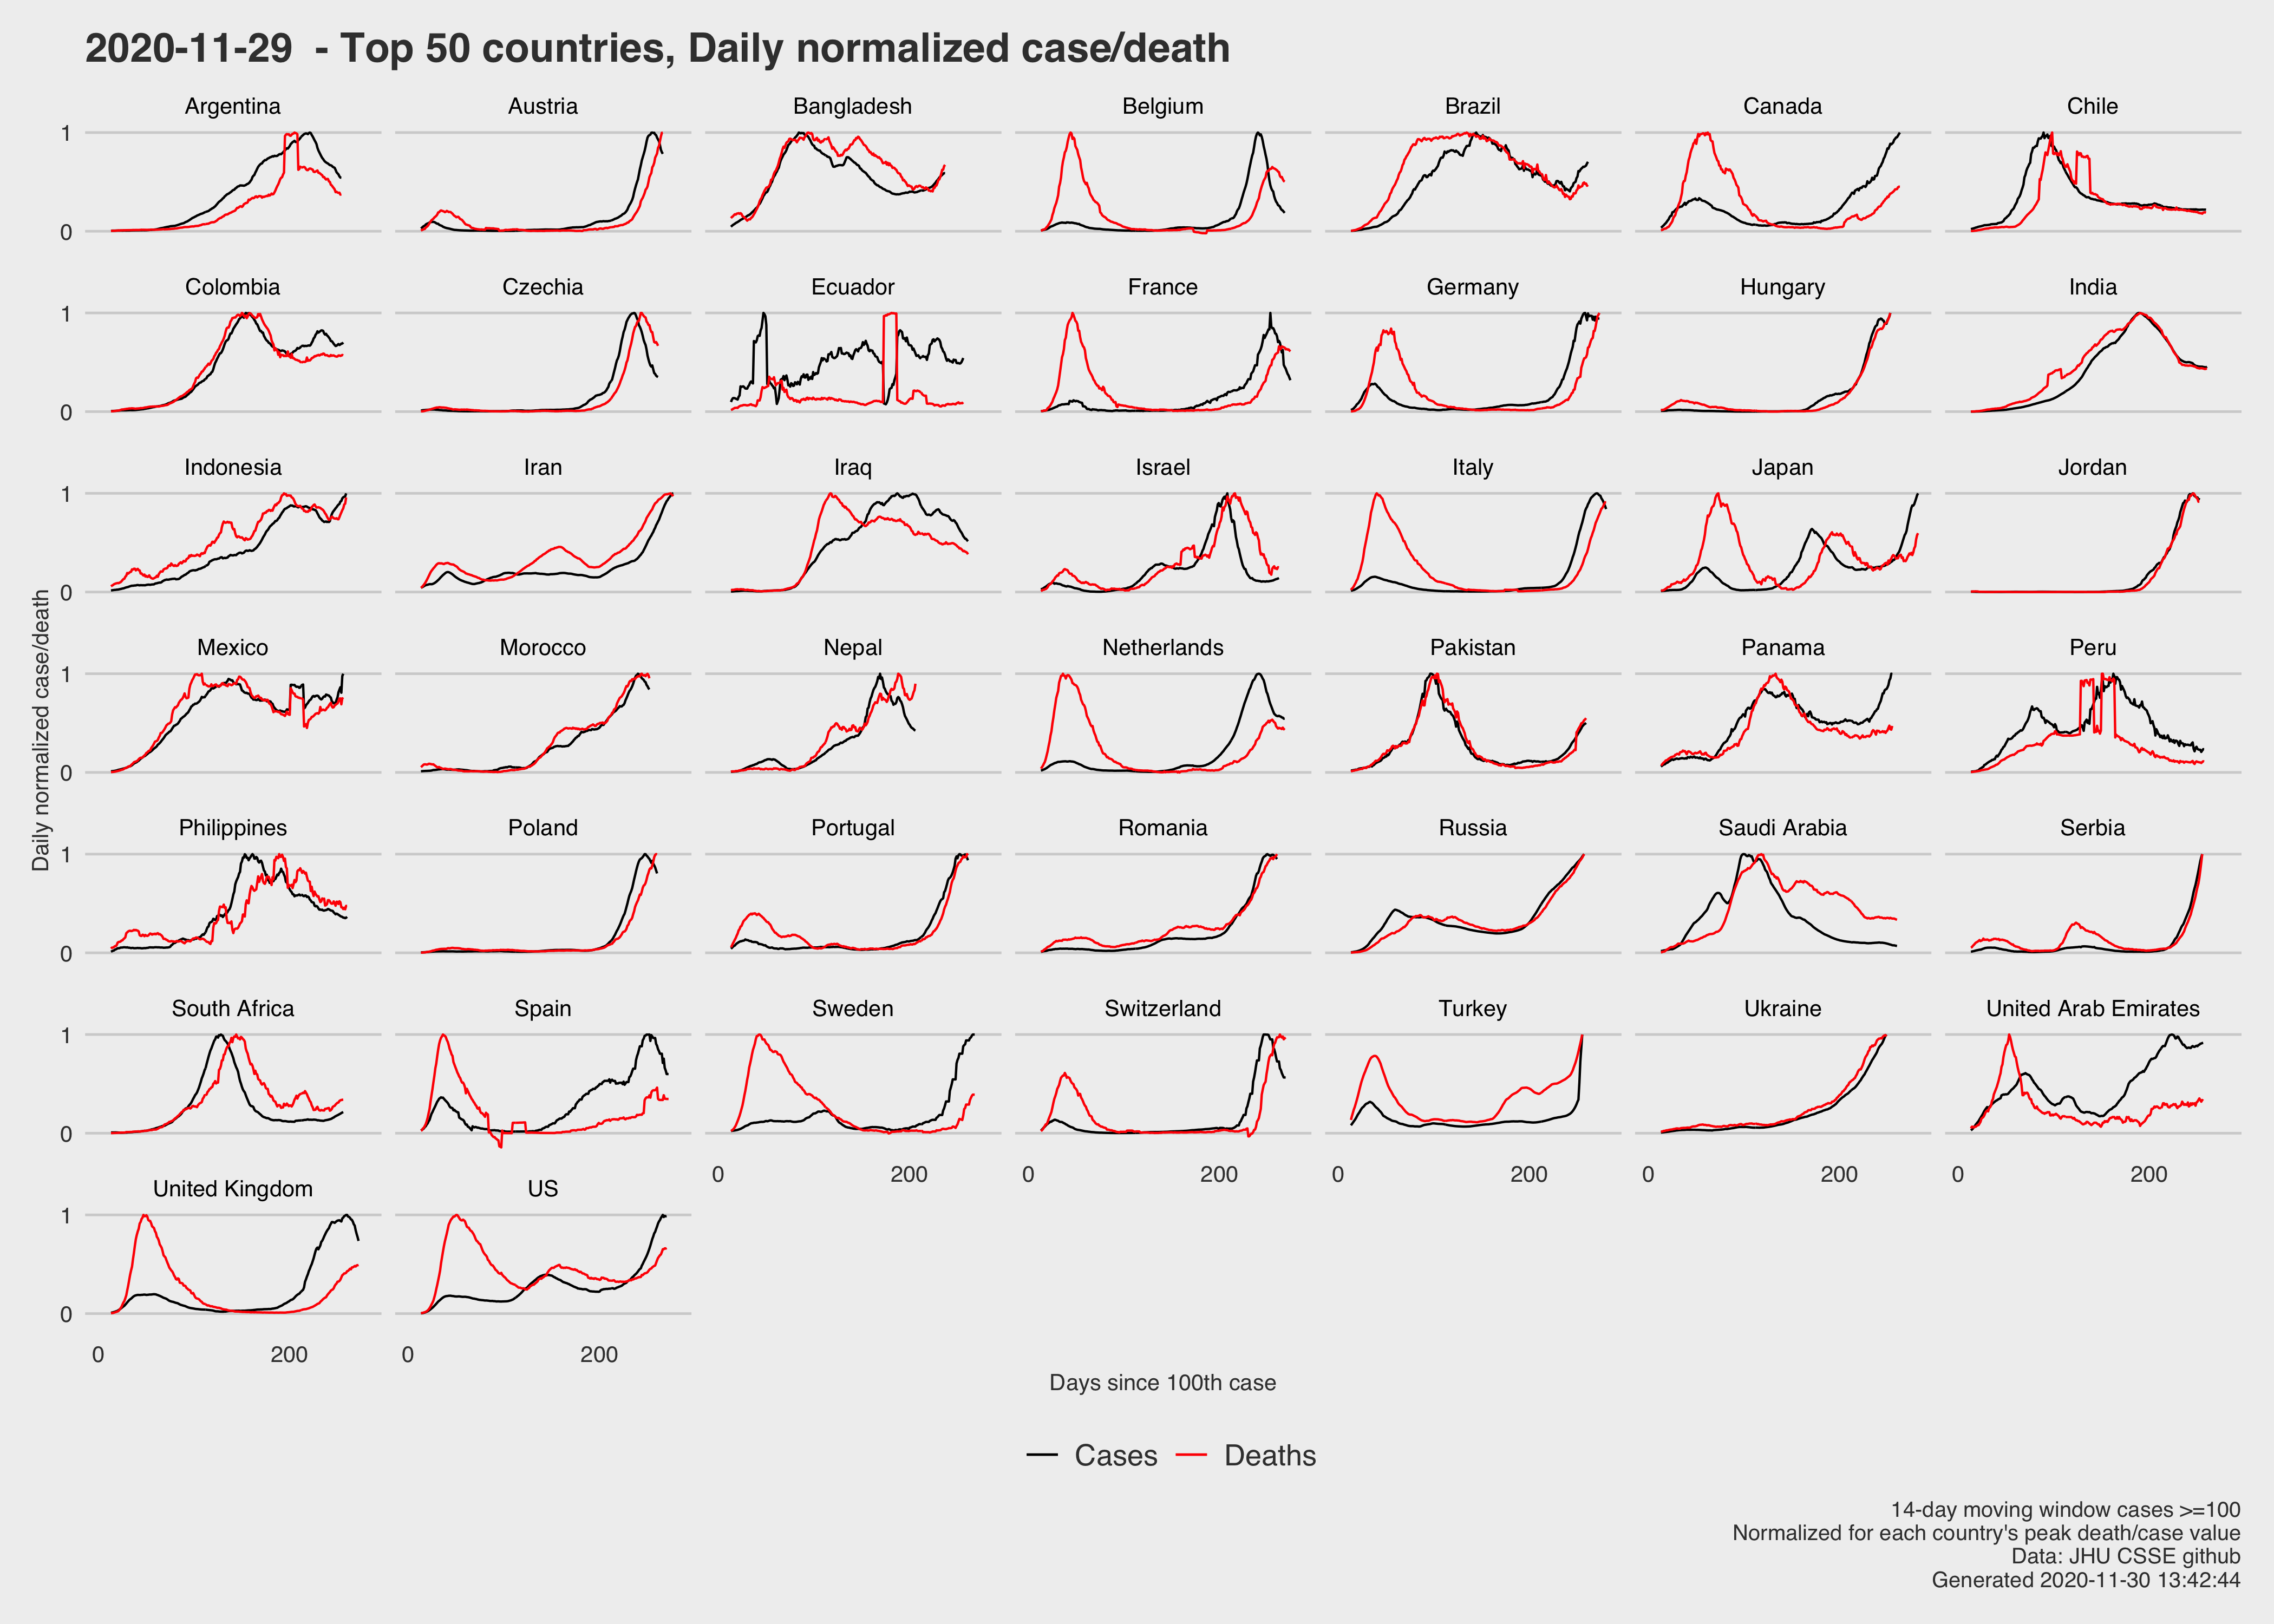 2020-11-29  - Top 50 countries, Daily normalized case/death
Argentina Austria Bangladesh Belgium Brazil Canada Chile
1
0
Colombia Czechia Ecuador France Germany Hungary India
1
0
Indonesia Iran Iraq Israel Italy Japan Jordan
1
0
Daily normalized case/death
Mexico Morocco Nepal Netherlands Pakistan Panama Peru
1
0
Philippines Poland Portugal Romania Russia Saudi Arabia Serbia
1
0
South Africa Spain Sweden Switzerland Turkey Ukraine United Arab Emirates
1
0
0 200 0 200 0 200 0 200 0 200
United Kingdom US
1
0
0 200 0 200
Days since 100th case
Cases Deaths
14-day moving window cases >=100
Normalized for each country's peak death/case value
Data: JHU CSSE github
Generated 2020-11-30 13:42:44